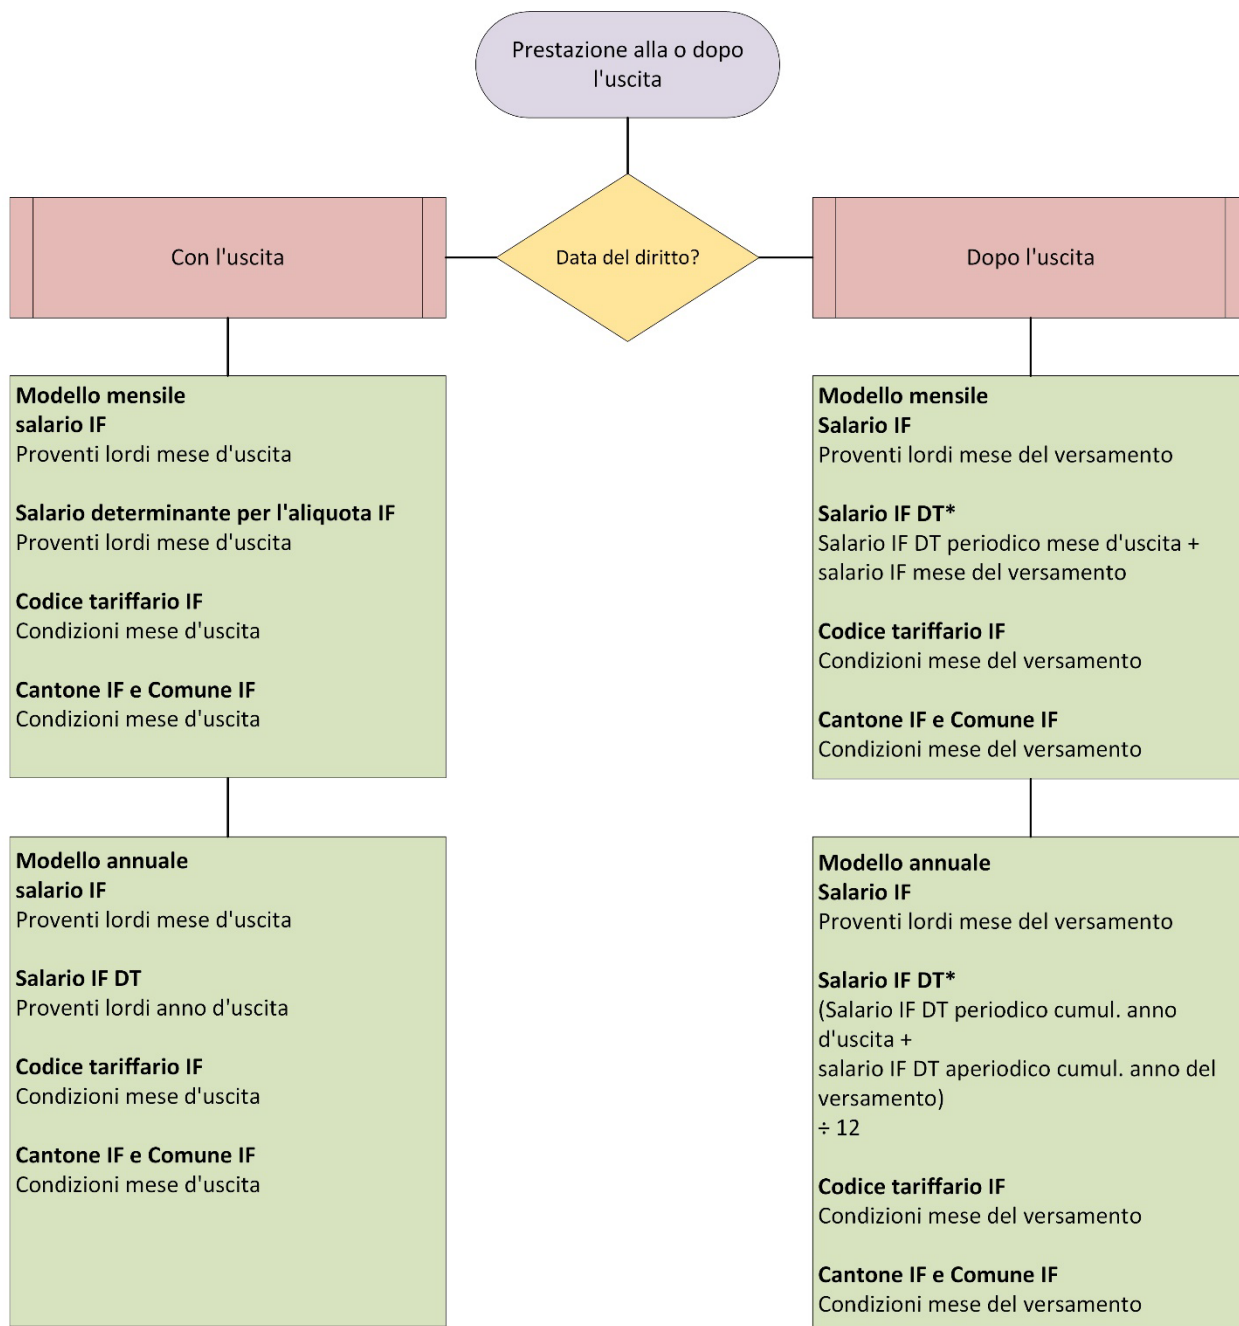 Prestazione alla o dopo
l'uscita
Data del diritto?
Con l'uscita
Modello mensile
salario IF
Proventi lordi mese d'uscita
Salario determinante per l'aliquota IF
Proventi lordi mese d'uscita
Codice tariffario IF
Condizioni mese d'uscita
Cantone IF e Comune IF
Condizioni mese d'uscita
Modello annuale
salario IF
Proventi lordi mese d'uscita
Salario IF DT
Proventi lordi anno d'uscita
Codice tariffario IF
Condizioni mese d'uscita
Cantone IF e Comune IF
Condizioni mese d'uscita
Dopo l'uscita
Modello mensile
Salario IF
Proventi lordi mese del versamento
Salario IF DT*
Salario IF DT periodico mese d'uscita +
salario IF mese del versamento
Codice tariffario IF
Condizioni mese del versamento
Cantone IF e Comune IF
Condizioni mese del versamento
Modello annuale
Salario IF
Proventi lordi mese del versamento
Salario IF DT*
(Salario IF DT periodico cumul. anno
d'uscita +
salario IF DT aperiodico cumul. anno del
versamento)
÷ 12
Codice tariffario IF
Condizioni mese del versamento
Cantone IF e Comune IF
Condizioni mese del versamento